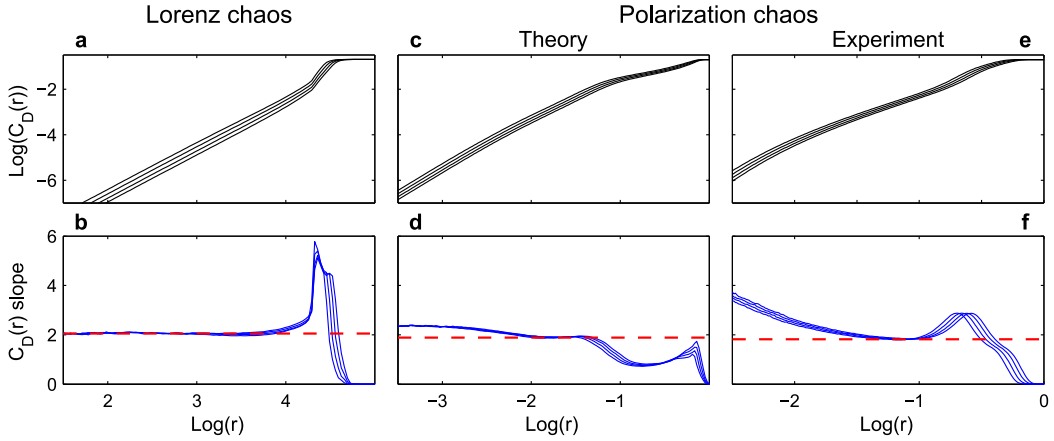 Lorenz chaos
Polarization chaos
a
c
Theory
Experiment
e
Log(C_D(r))
−2
−4
−6
b
d
f
C_D(r) slope
6
4
2
0
2
3
4
−3
−2
−1
−2
−1
0
Log(r)
Log(r)
Log(r)